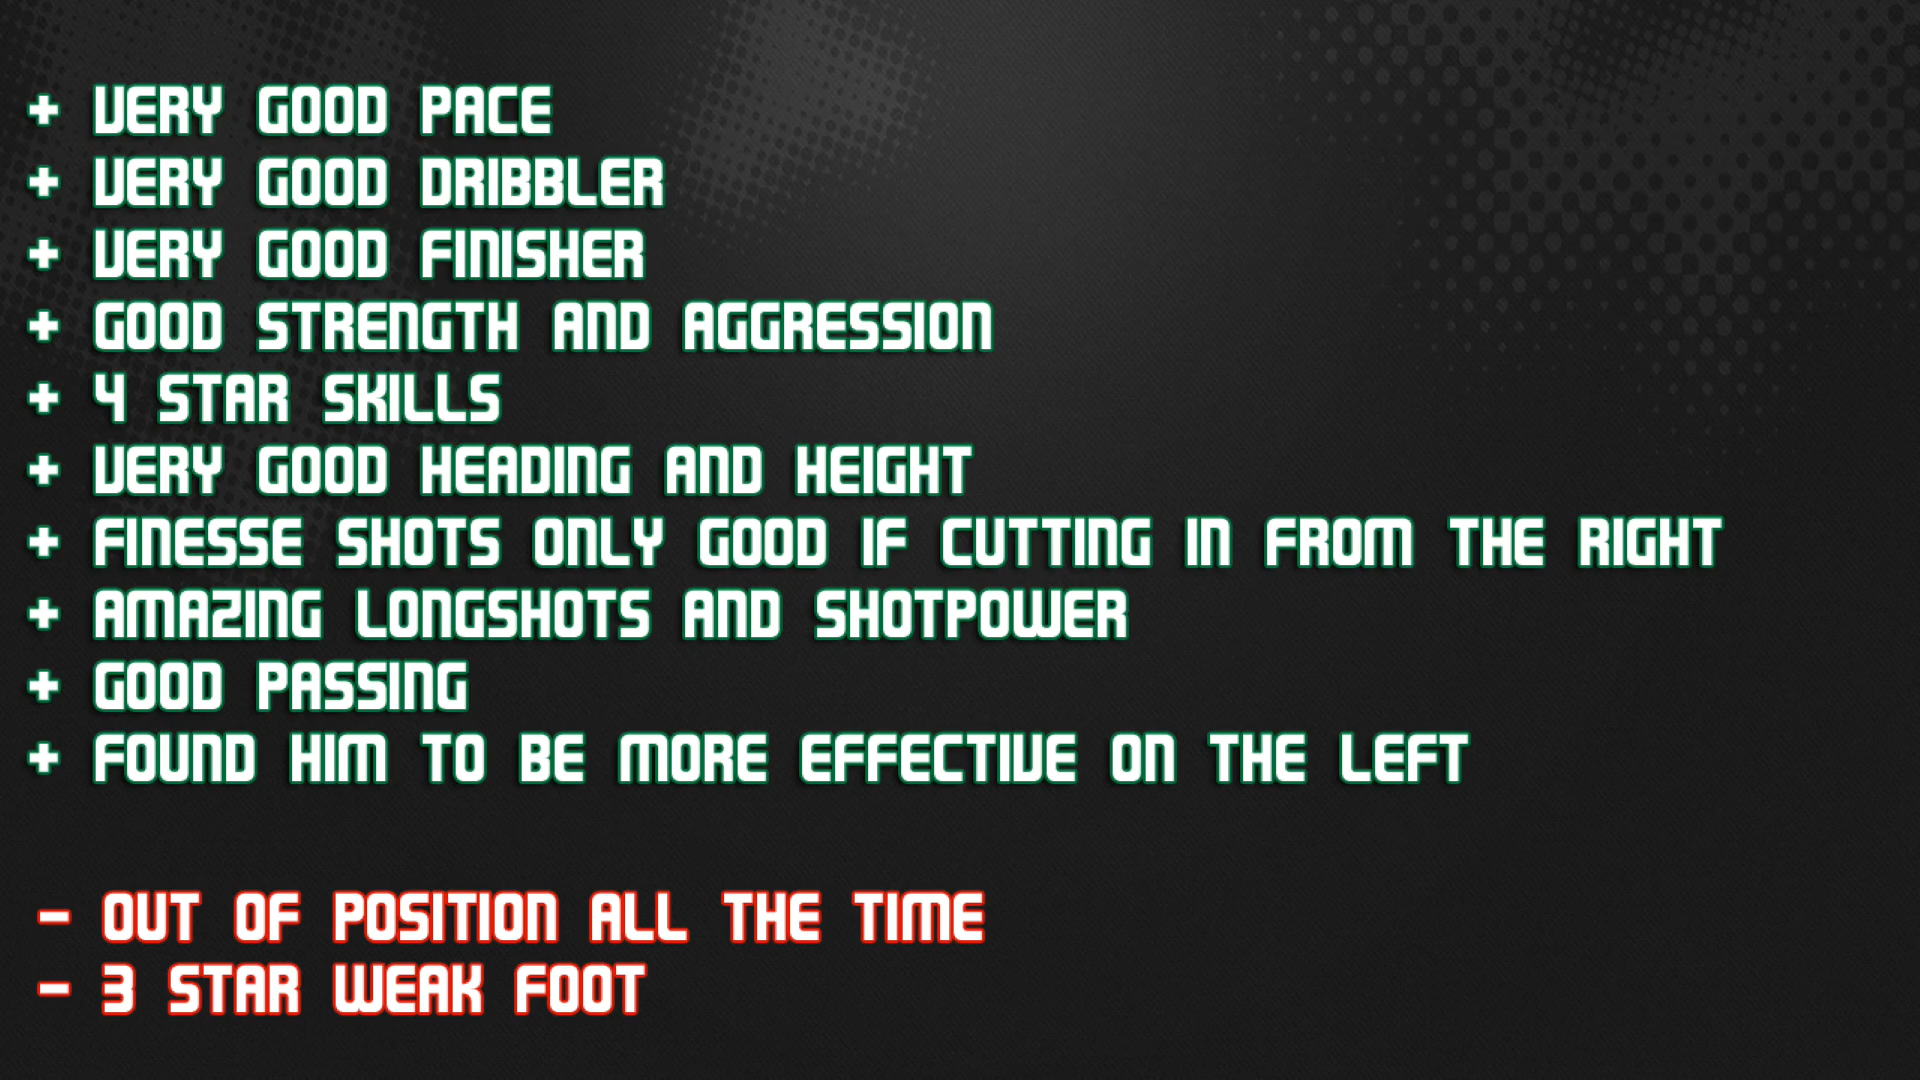 + VERY GOOD PACE
+ VERY GOOD DRIBBLER
+ VERY GOOD FINISHER
+ GOOD STRENGTH AND AGGRESSION
+ 4 STAR SKILLS
+ VERY GOOD HEADING AND HEIGHT
+ FINESSE SHOTS ONLY GOOD IF CUTTING IN FROM THE RIGHT
+ AMAZING LONGSHOTS AND SHOTPOWER
+ GOOD PASSING
+ FOUND HIM TO BE MORE EFFECTIVE ON THE LEFT
- OUT OF POSITION ALL THE TIME
- 3 STAR WEAK FOOT